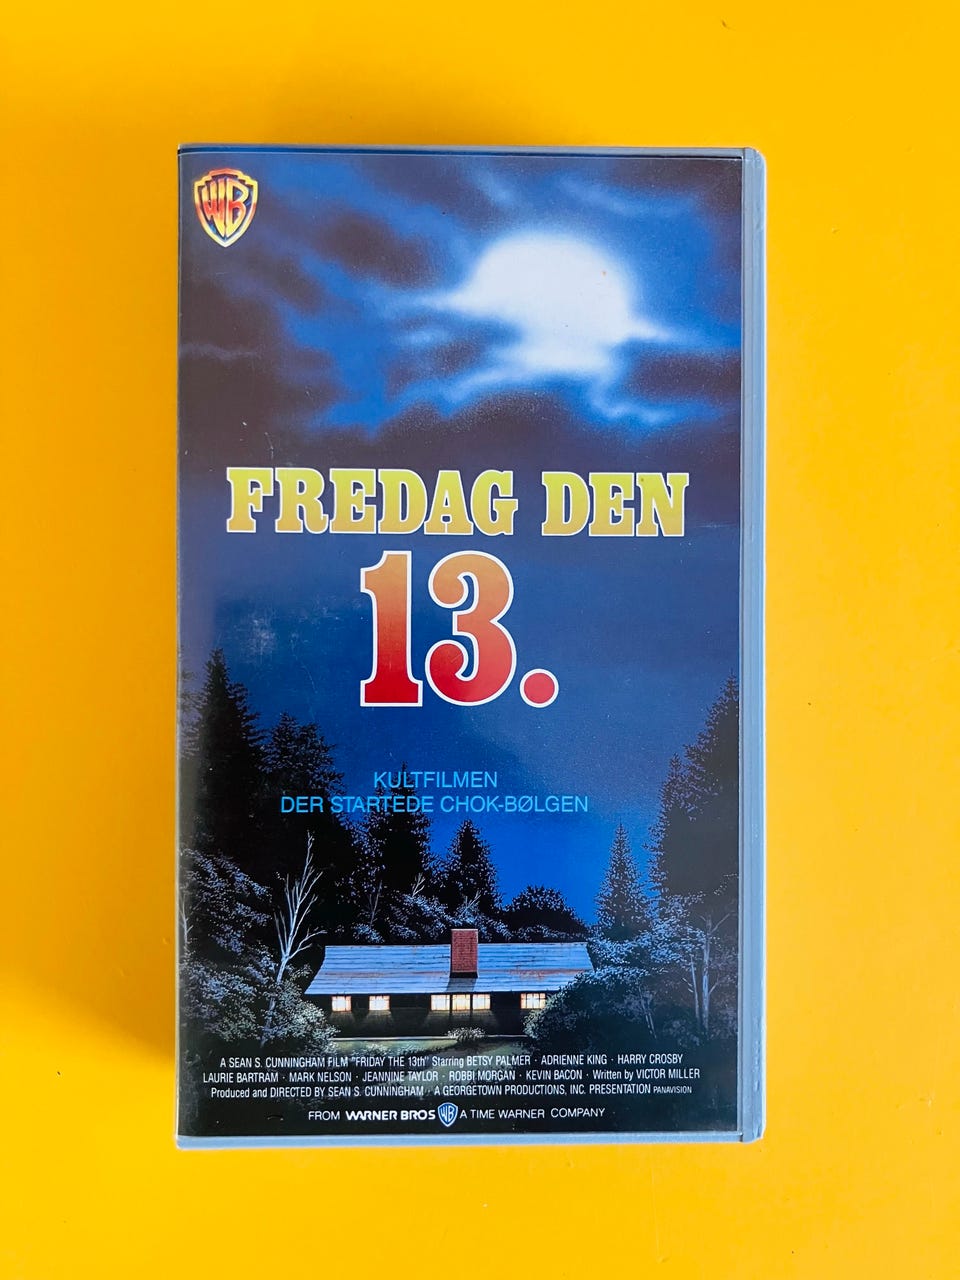 WB
FREDAG DEN
13.
KULTFILMEN
DER STARTEDE CHOK-BØLGEN
A SEAN S. CUNNINGHAM FILM "FRIDAY THE 13th" Starring BETSY PALMER · ADRIENNE KING · HARRY CROSBY
LAURIE BARTRAM · MARK NELSON · JEANNINE TAYLOR · ROBBI MORGAN · KEVIN BACON · Written by VICTOR MILLER
Produced and DIRECTED BY SEAN S. CUNNINGHAM · A GEORGETOWN PRODUCTIONS, INC. PRESENTATION PANAVISION
FROM WARNER BROS WB A TIME WARNER COMPANY